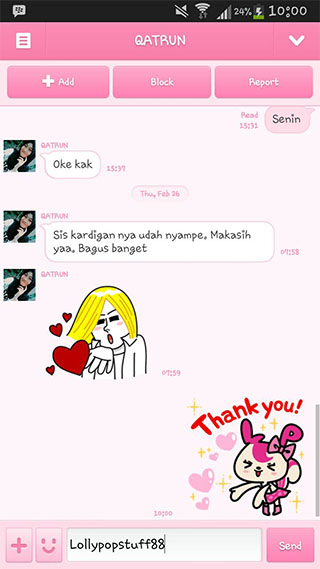 24% 10:00
QATRUN
+ Add Block Report
Read
15:31
Senin
QATRUN
Oke kak
15:37
Thu, Feb 26
QATRUN
Sis kardigan nya udah nyampe. Makasih
yaa. Bagus banget
07:58
QATRUN
07:59
Thank you!
10:00
Lollypopstuff88
Send